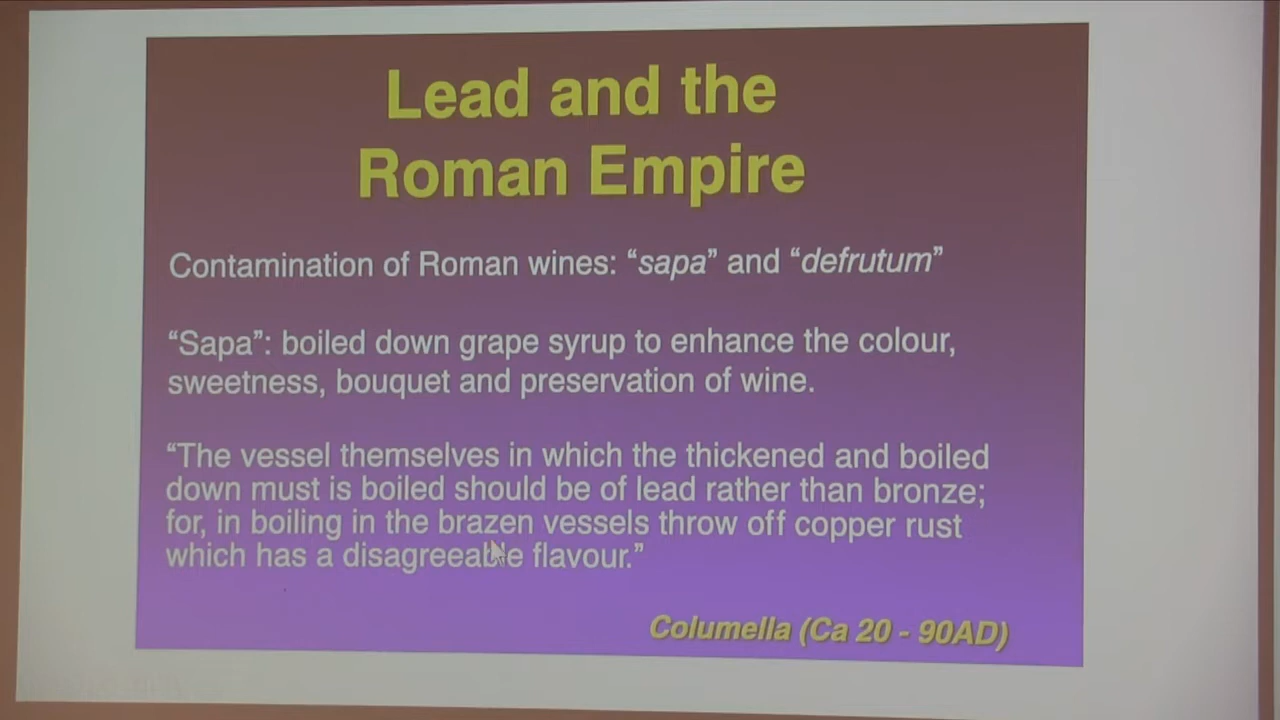 Lead and the
Roman Empire
Contamination of Roman wines: “sapa” and “defrutum”
“Sapa”: boiled down grape syrup to enhance the colour,
sweetness, bouquet and preservation of wine.
“The vessel themselves in which the thickened and boiled
down must is boiled should be of lead rather than bronze;
for, in boiling in the brazen vessels throw off copper rust
which has a disagreeable flavour.”
Columella (Ca 20 - 90AD)